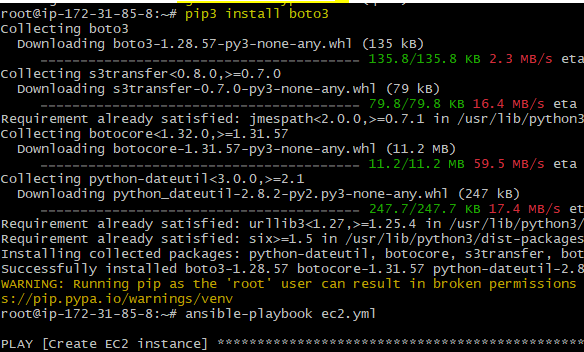 root@ip-172-31-85-8:~# pip3 install boto3
Collecting boto3
  Downloading boto3-1.28.57-py3-none-any.whl (135 kB)
     ---------------------------------------- 135.8/135.8 KB 2.3 MB/s eta
Collecting s3transfer<0.8.0,>=0.7.0
  Downloading s3transfer-0.7.0-py3-none-any.whl (79 kB)
     ---------------------------------------- 79.8/79.8 KB 16.4 MB/s eta
Requirement already satisfied: jmespath<2.0.0,>=0.7.1 in /usr/lib/python3
Collecting botocore<1.32.0,>=1.31.57
  Downloading botocore-1.31.57-py3-none-any.whl (11.2 MB)
     ---------------------------------------- 11.2/11.2 MB 59.5 MB/s eta
Collecting python-dateutil<3.0.0,>=2.1
  Downloading python_dateutil-2.8.2-py2.py3-none-any.whl (247 kB)
     ---------------------------------------- 247.7/247.7 KB 17.4 MB/s et
Requirement already satisfied: urllib3<1.27,>=1.25.4 in /usr/lib/python3/
Requirement already satisfied: six>=1.5 in /usr/lib/python3/dist-packages
Installing collected packages: python-dateutil, botocore, s3transfer, bot
Successfully installed boto3-1.28.57 botocore-1.31.57 python-dateutil-2.8
WARNING: Running pip as the 'root' user can result in broken permissions
s://pip.pypa.io/warnings/venv
root@ip-172-31-85-8:~# ansible-playbook ec2.yml
PLAY [Create EC2 instance] **************************************************